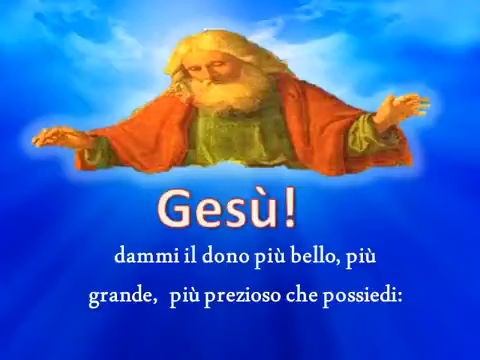 Gesù!
dammi il dono più bello, più
grande, più prezioso che possiedi: